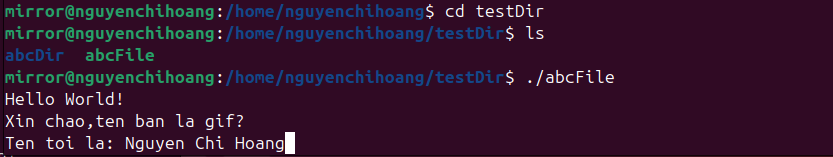 mirror@nguyenchihoang:/home/nguyenchihoang$ cd testDir
mirror@nguyenchihoang:/home/nguyenchihoang/testDir$ ls
abcDir  abcFile
mirror@nguyenchihoang:/home/nguyenchihoang/testDir$ ./abcFile
Hello World!
Xin chao,ten ban la gif?
Ten toi la: Nguyen Chi Hoang